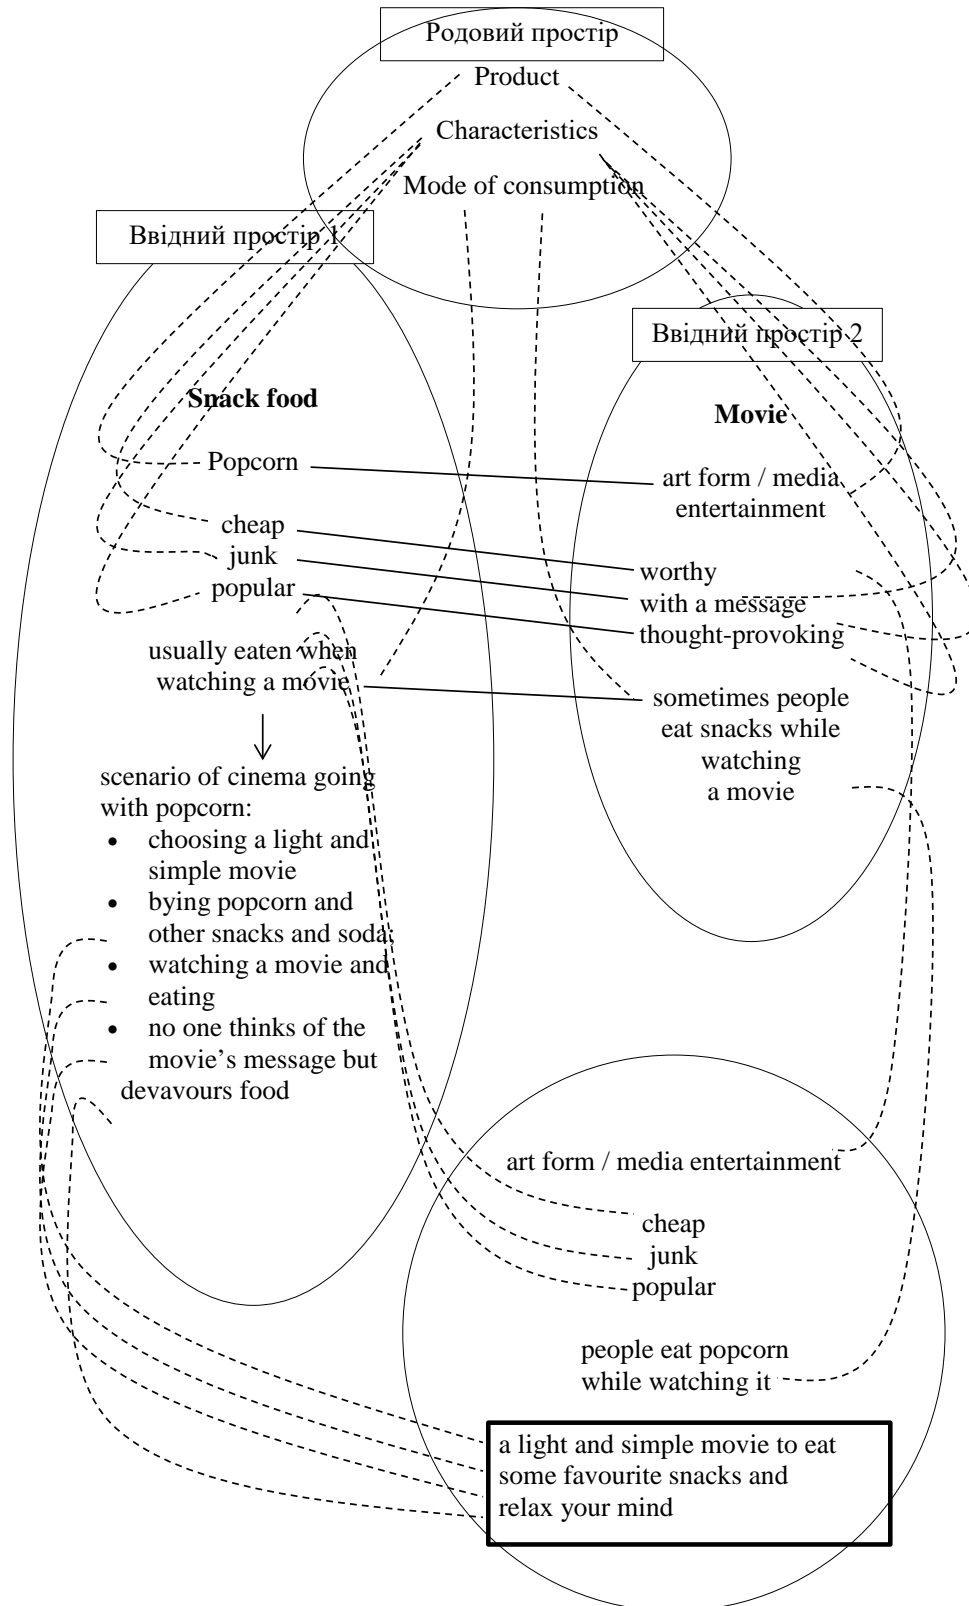 Родовий простір
Product
Characteristics
Mode of consumption
Ввідний простір 1
Snack food
Popcorn
cheap
junk
popular
usually eaten when
watching a movie
scenario of cinema going
with popcorn:
• choosing a light and
simple movie
• bying popcorn and
other snacks and soda
• watching a movie and
eating
• no one thinks of the
movie’s message but
devavours food
Ввідний простір 2
Movie
art form / media
entertainment
worthy
with a message
thought-provoking
sometimes people
eat snacks while
watching
a movie
art form / media entertainment
cheap
junk
popular
people eat popcorn
while watching it
a light and simple movie to eat
some favourite snacks and
relax your mind